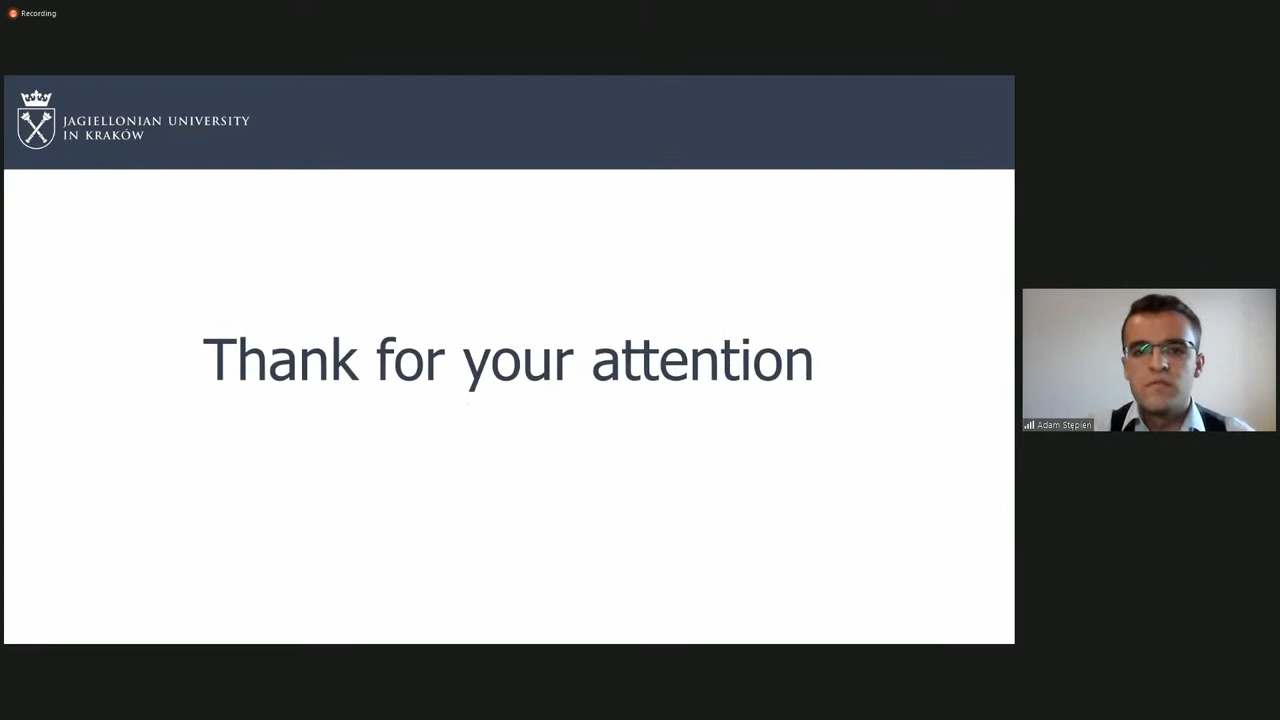 Recording
JAGIELLONIAN UNIVERSITY
IN KRAKÓW
Thank for your attention
Adam Stępień